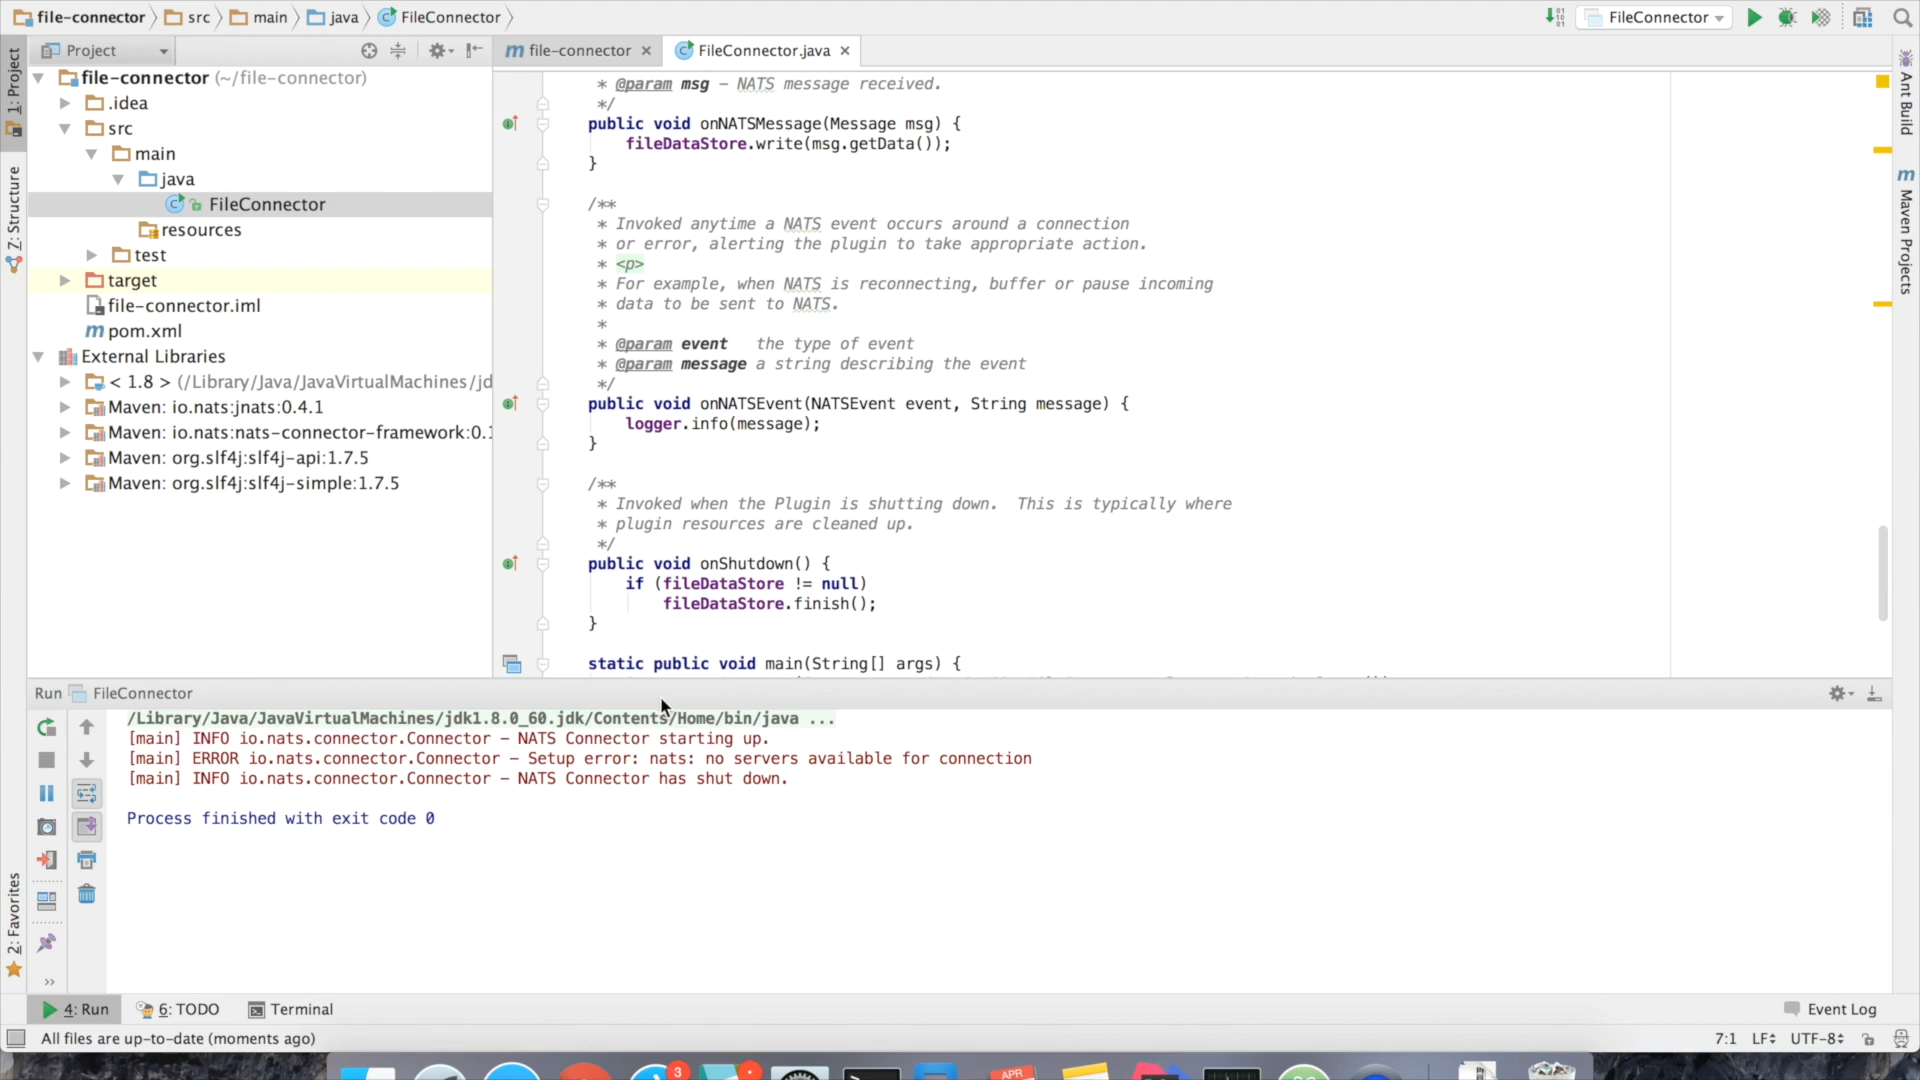 file-connector src main java FileConnector
FileConnector
Project
file-connector
FileConnector.java
1: Project
Z: Structure
2: Favorites
Ant Build
Maven Projects
file-connector (~/file-connector)
.idea
src
main
java
FileConnector
resources
test
target
file-connector.iml
pom.xml
External Libraries
< 1.8 > (/Library/Java/JavaVirtualMachines/jd
Maven: io.nats:jnats:0.4.1
Maven: io.nats:nats-connector-framework:0.1
Maven: org.slf4j:slf4j-api:1.7.5
Maven: org.slf4j:slf4j-simple:1.7.5
* @param msg – NATS message received.
*/
public void onNATSMessage(Message msg) {
fileDataStore.write(msg.getData());
}
/**
* Invoked anytime a NATS event occurs around a connection
* or error, alerting the plugin to take appropriate action.
* <p>
* For example, when NATS is reconnecting, buffer or pause incoming
* data to be sent to NATS.
*
* @param event   the type of event
* @param message a string describing the event
*/
public void onNATSEvent(NATSEvent event, String message) {
logger.info(message);
}
/**
* Invoked when the Plugin is shutting down.  This is typically where
* plugin resources are cleaned up.
*/
public void onShutdown() {
if (fileDataStore != null)
fileDataStore.finish();
}
static public void main(String[] args) {
Run FileConnector
/Library/Java/JavaVirtualMachines/jdk1.8.0_60.jdk/Contents/Home/bin/java ...
[main] INFO io.nats.connector.Connector – NATS Connector starting up.
[main] ERROR io.nats.connector.Connector – Setup error: nats: no servers available for connection
[main] INFO io.nats.connector.Connector – NATS Connector has shut down.
Process finished with exit code 0
4: Run 6: TODO Terminal Event Log
All files are up-to-date (moments ago) 7:1 LF UTF-8
3
APR